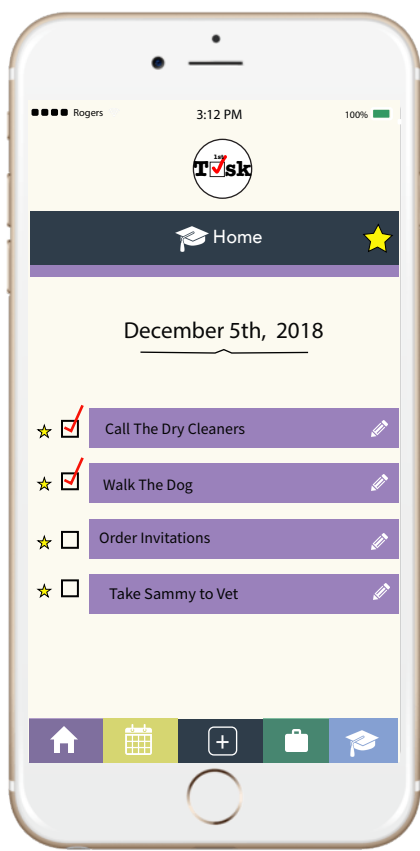 Rogers 3:12 PM 100%
1st
Task
Home
December 5th, 2018
Call The Dry Cleaners
Walk The Dog
Order Invitations
Take Sammy to Vet